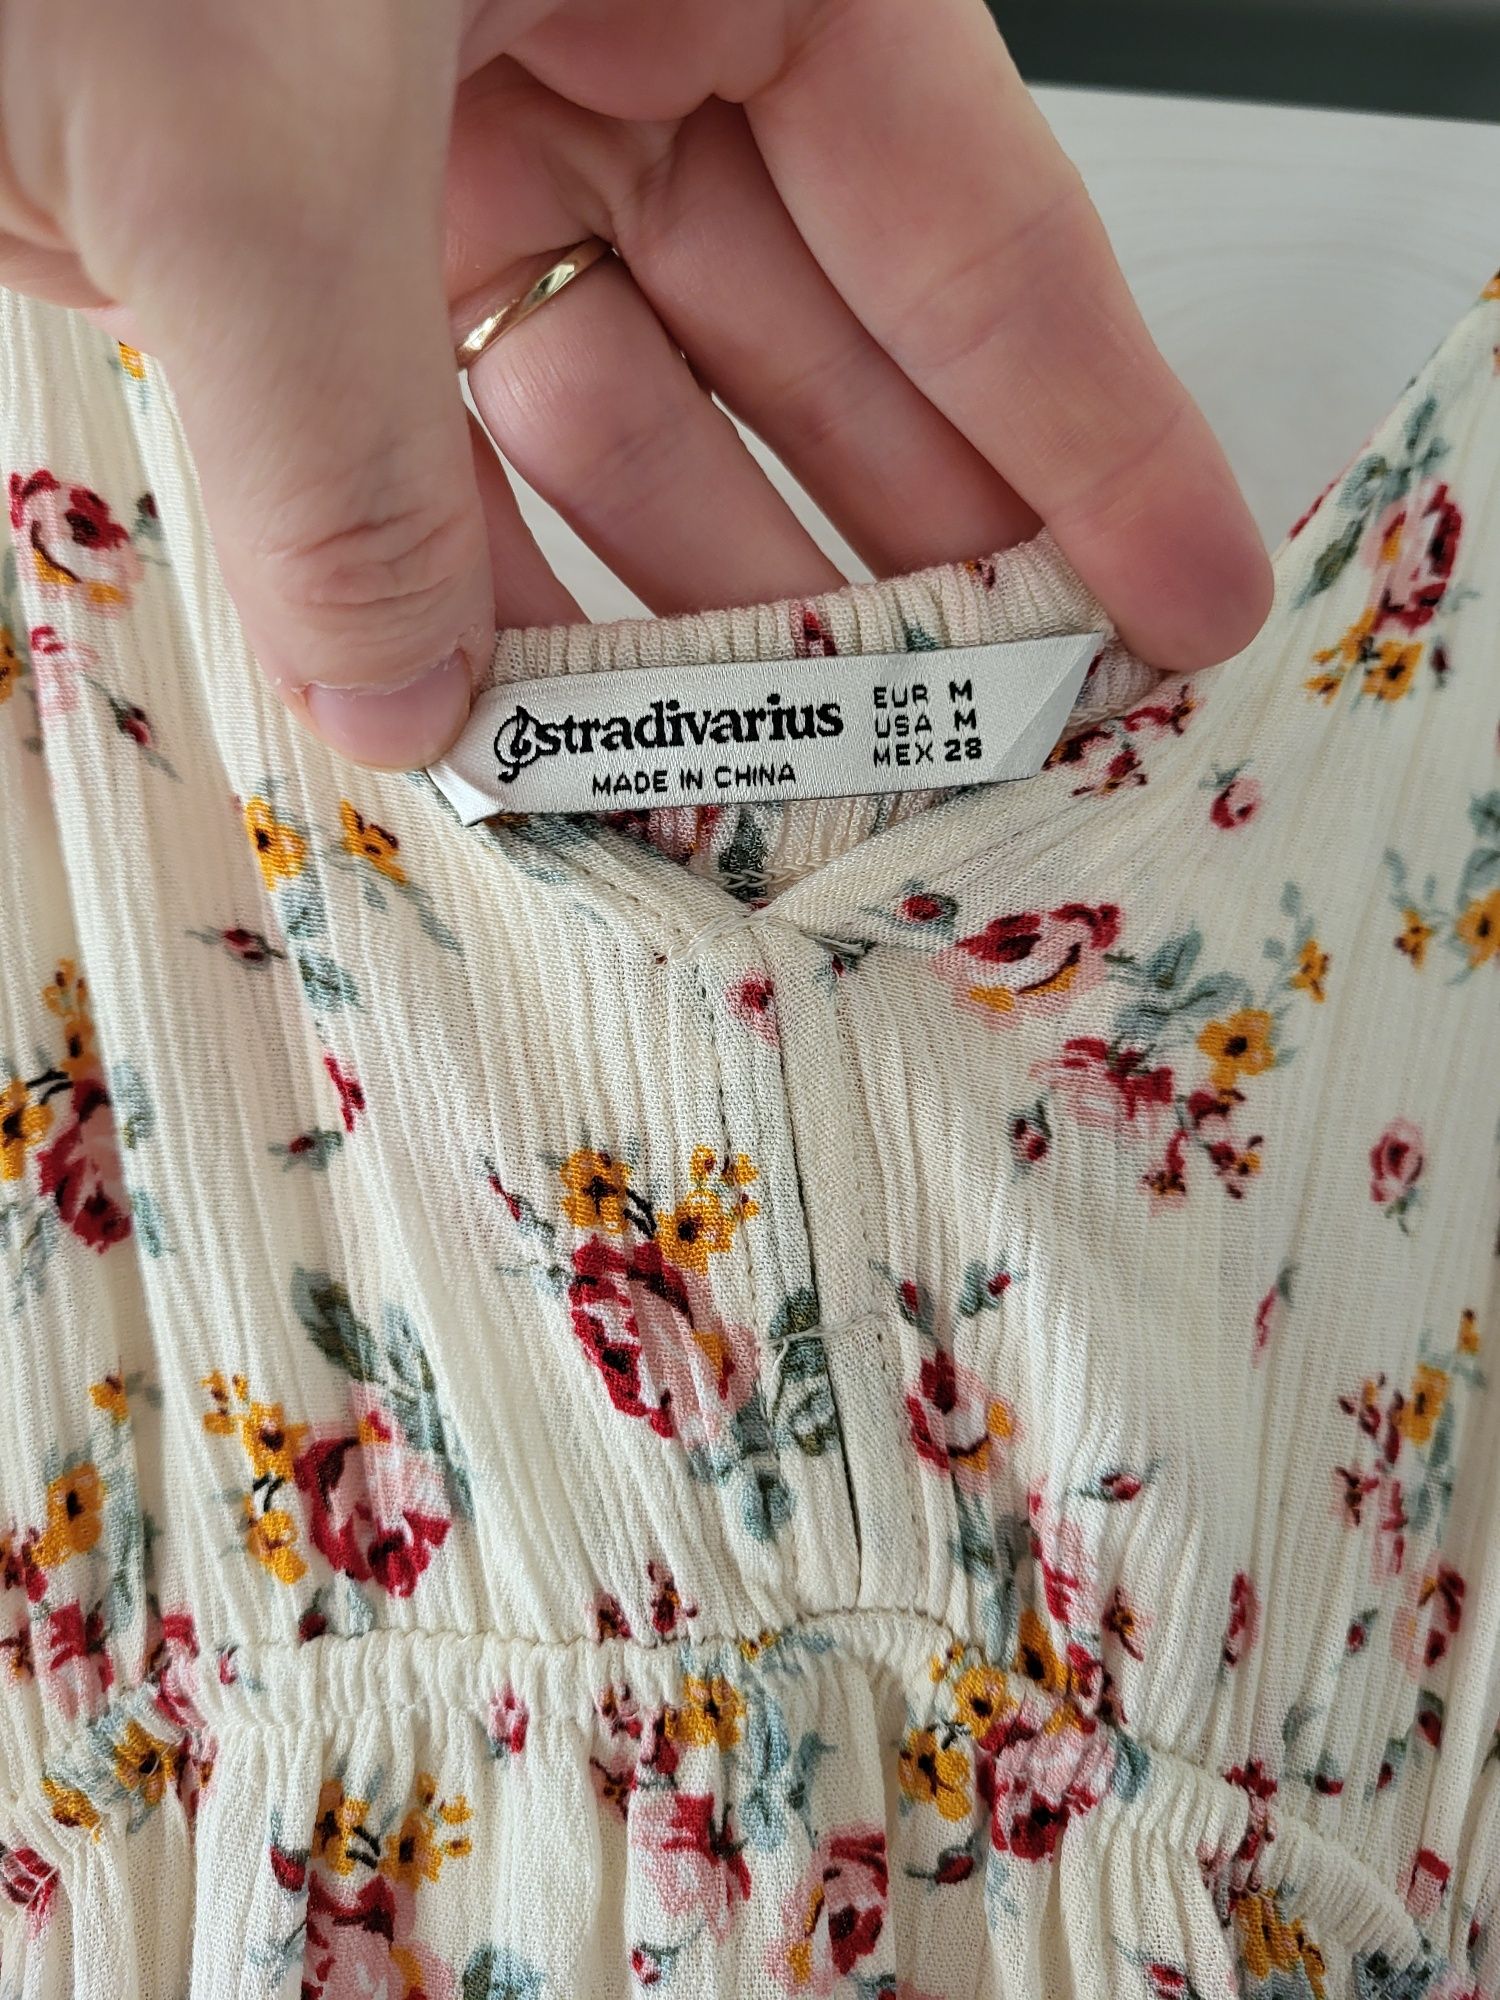 stradivarius
MADE IN CHINA
EUR M
USA M
MEX 28